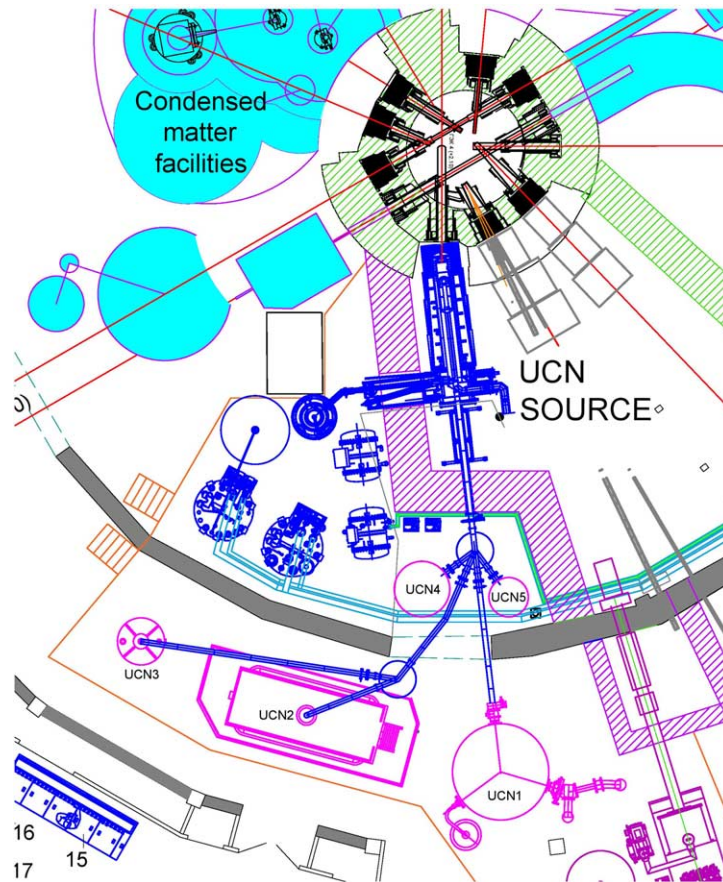 Condensed
matter
facilities
UCN
SOURCE
UCN4
UCN5
UCN3
UCN2
UCN1
16
15
17